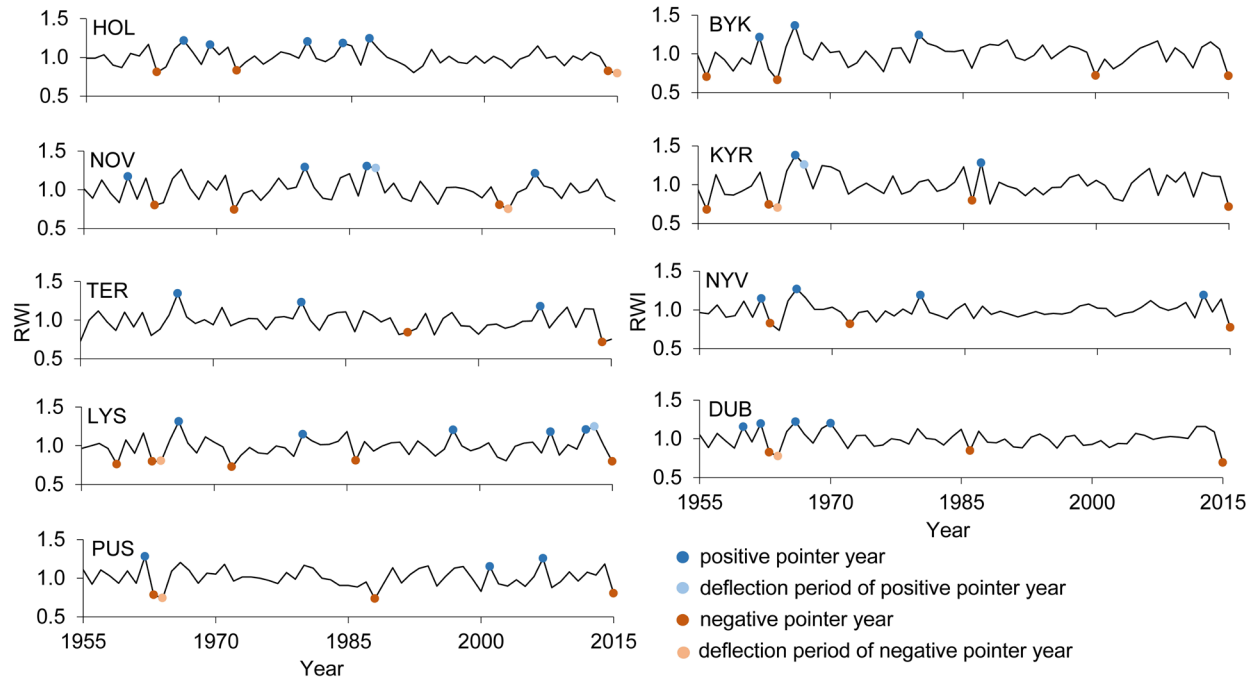 HOL
1.5
1.0
0.5
NOV
1.5
1.0
0.5
TER
1.5
1.0
0.5
RWI
LYS
1.5
1.0
0.5
PUS
1.5
1.0
0.5
1955 1970 1985 2000 2015
Year
BYK
1.5
1.0
0.5
KYR
1.5
1.0
0.5
NYV
1.5
1.0
0.5
RWI
DUB
1.5
1.0
0.5
1955 1970 1985 2000 2015
Year
positive pointer year
deflection period of positive pointer year
negative pointer year
deflection period of negative pointer year